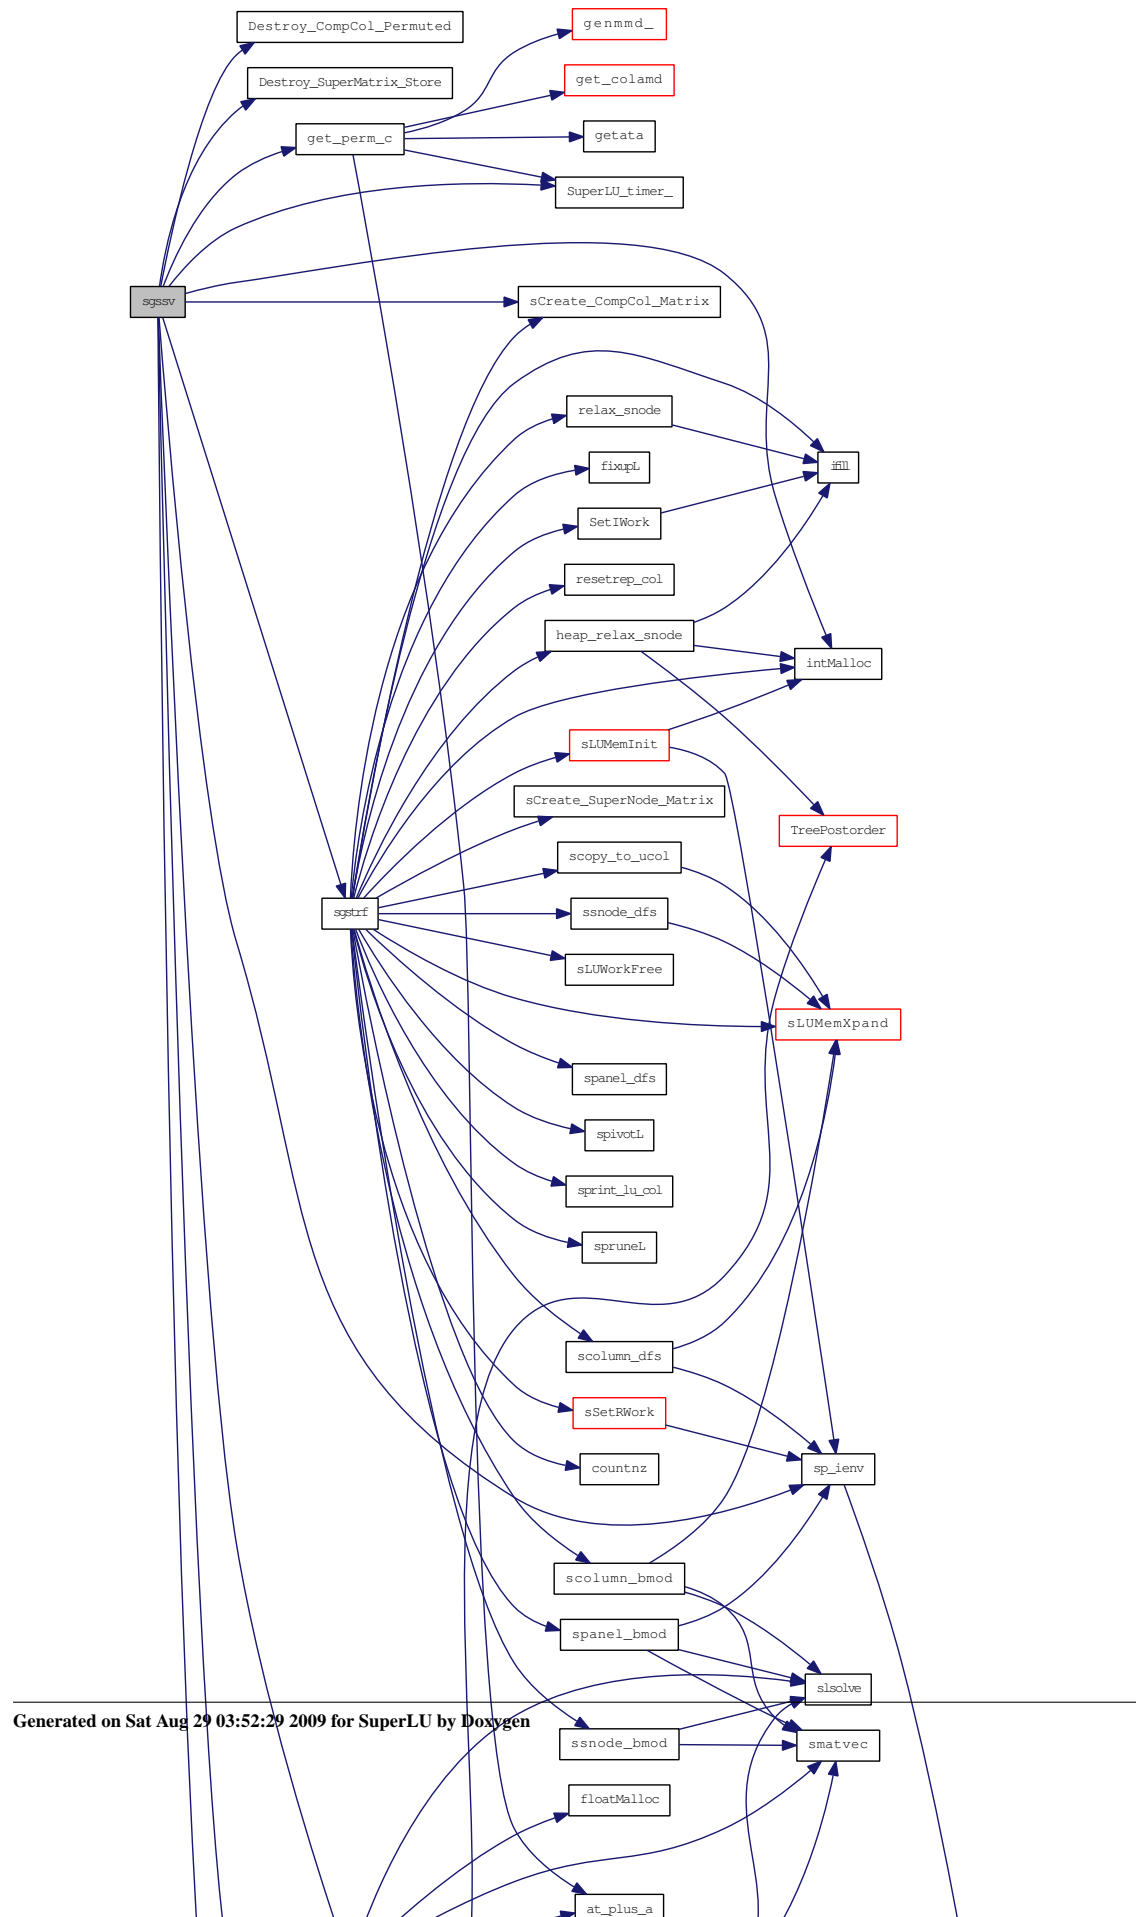 Destroy_CompCol_Permuted
genmmd_
Destroy_SuperMatrix_Store
get_colamd
get_perm_c
getata
SuperLU_timer_
sgssv
sCreate_CompCol_Matrix
relax_snode
fixupL
ifill
SetIWork
resetrep_col
heap_relax_snode
intMalloc
sLUMemInit
sCreate_SuperNode_Matrix
TreePostorder
scopy_to_ucol
sgstrf
ssnode_dfs
sLUWorkFree
sLUMemXpand
spanel_dfs
spivotL
sprint_lu_col
spruneL
scolumn_dfs
sSetRWork
countnz
sp_ienv
scolumn_bmod
spanel_bmod
slsolve
Generated on Sat Aug 29 03:52:29 2009 for SuperLU by Doxygen
ssnode_bmod
smatvec
floatMalloc
at_plus_a